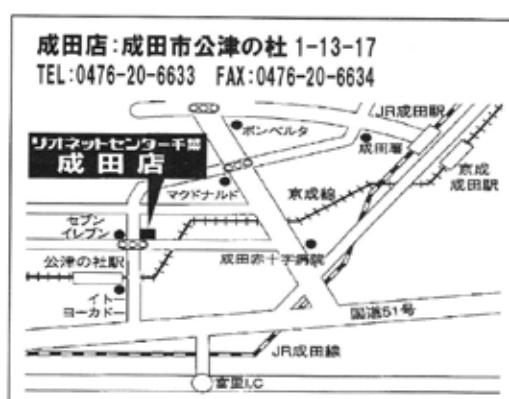 成田店:成田市公津の杜 1-13-17
TEL:0476-20-6633 FAX:0476-20-6634
JR成田駅
ボンベルタ
リオネットセンター千葉
成田店
成田署
京成
成田駅
マクドナルド
京成線
セブン
イレブン
成田赤十字病院
公津の杜駅
イトー
ヨーカドー
国道51号
JR成田線
富里I.C